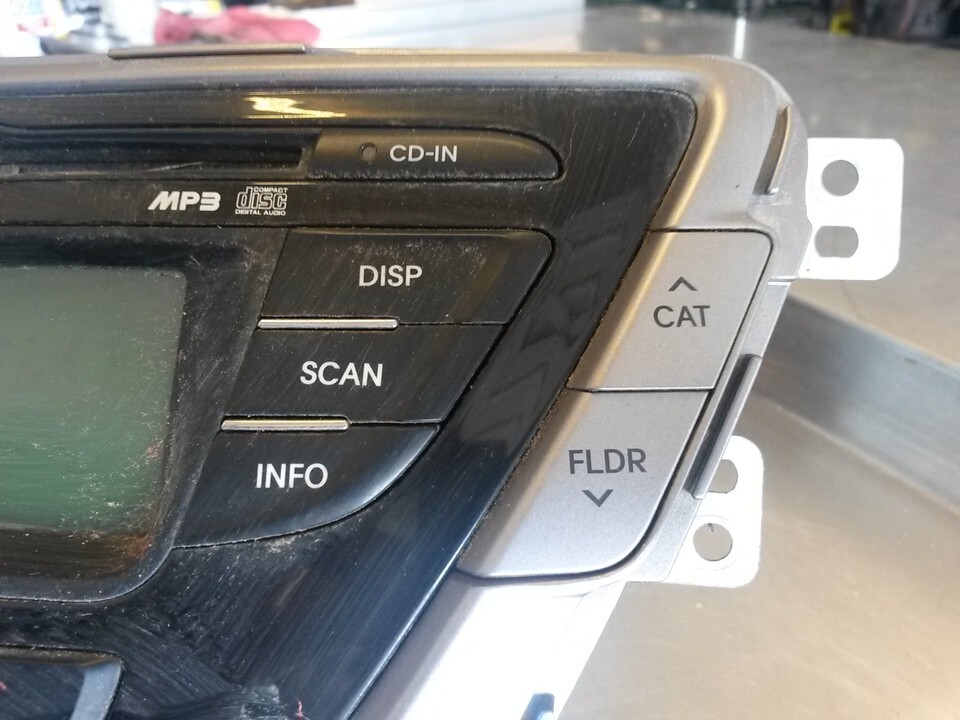 CD-IN
MP3 COMPACT disc DIGITAL AUDIO
DISP
CAT
SCAN
FLDR
INFO